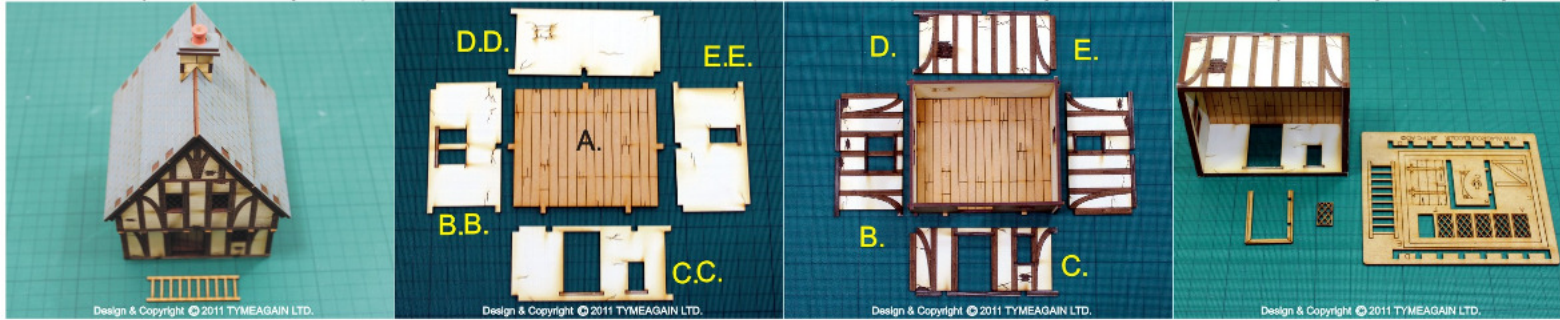 Design & Copyright © 2011 TYMEAGAIN LTD.
D.D.
E.E.
A.
B.B.
C.C.
Design & Copyright © 2011 TYMEAGAIN LTD.
D.
E.
B.
C.
Design & Copyright © 2011 TYMEAGAIN LTD.
Design & Copyright © 2011 TYMEAGAIN LTD.